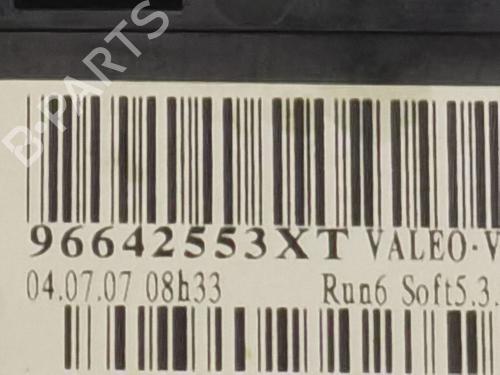 B-PARTS
96642553XT VALEO·V
04.07.07 08h33 Run6 Soft5.3.